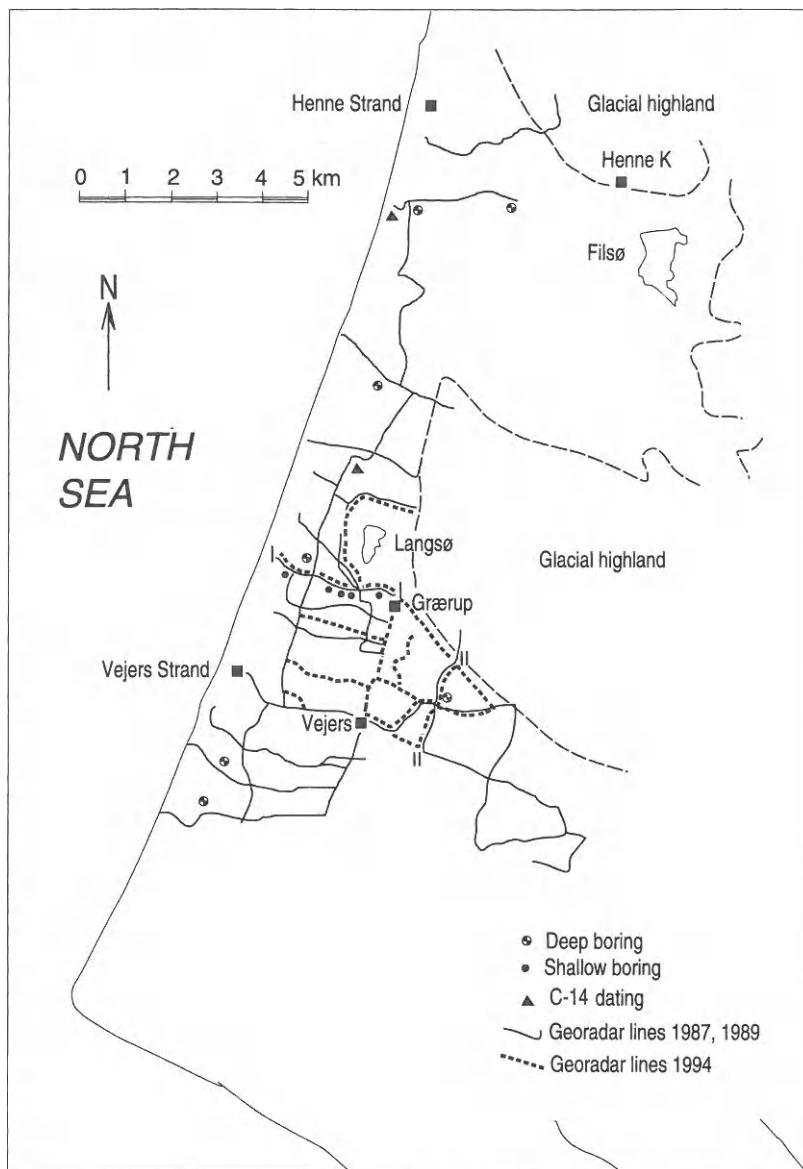 Henne Strand
Glacial highland
Henne K
0 1 2 3 4 5 km
Filsø
N
NORTH
SEA
Langsø
Glacial highland
I
I
Grærup
II
Vejers Strand
Vejers
II
Deep boring
Shallow boring
C-14 dating
Georadar lines 1987, 1989
Georadar lines 1994